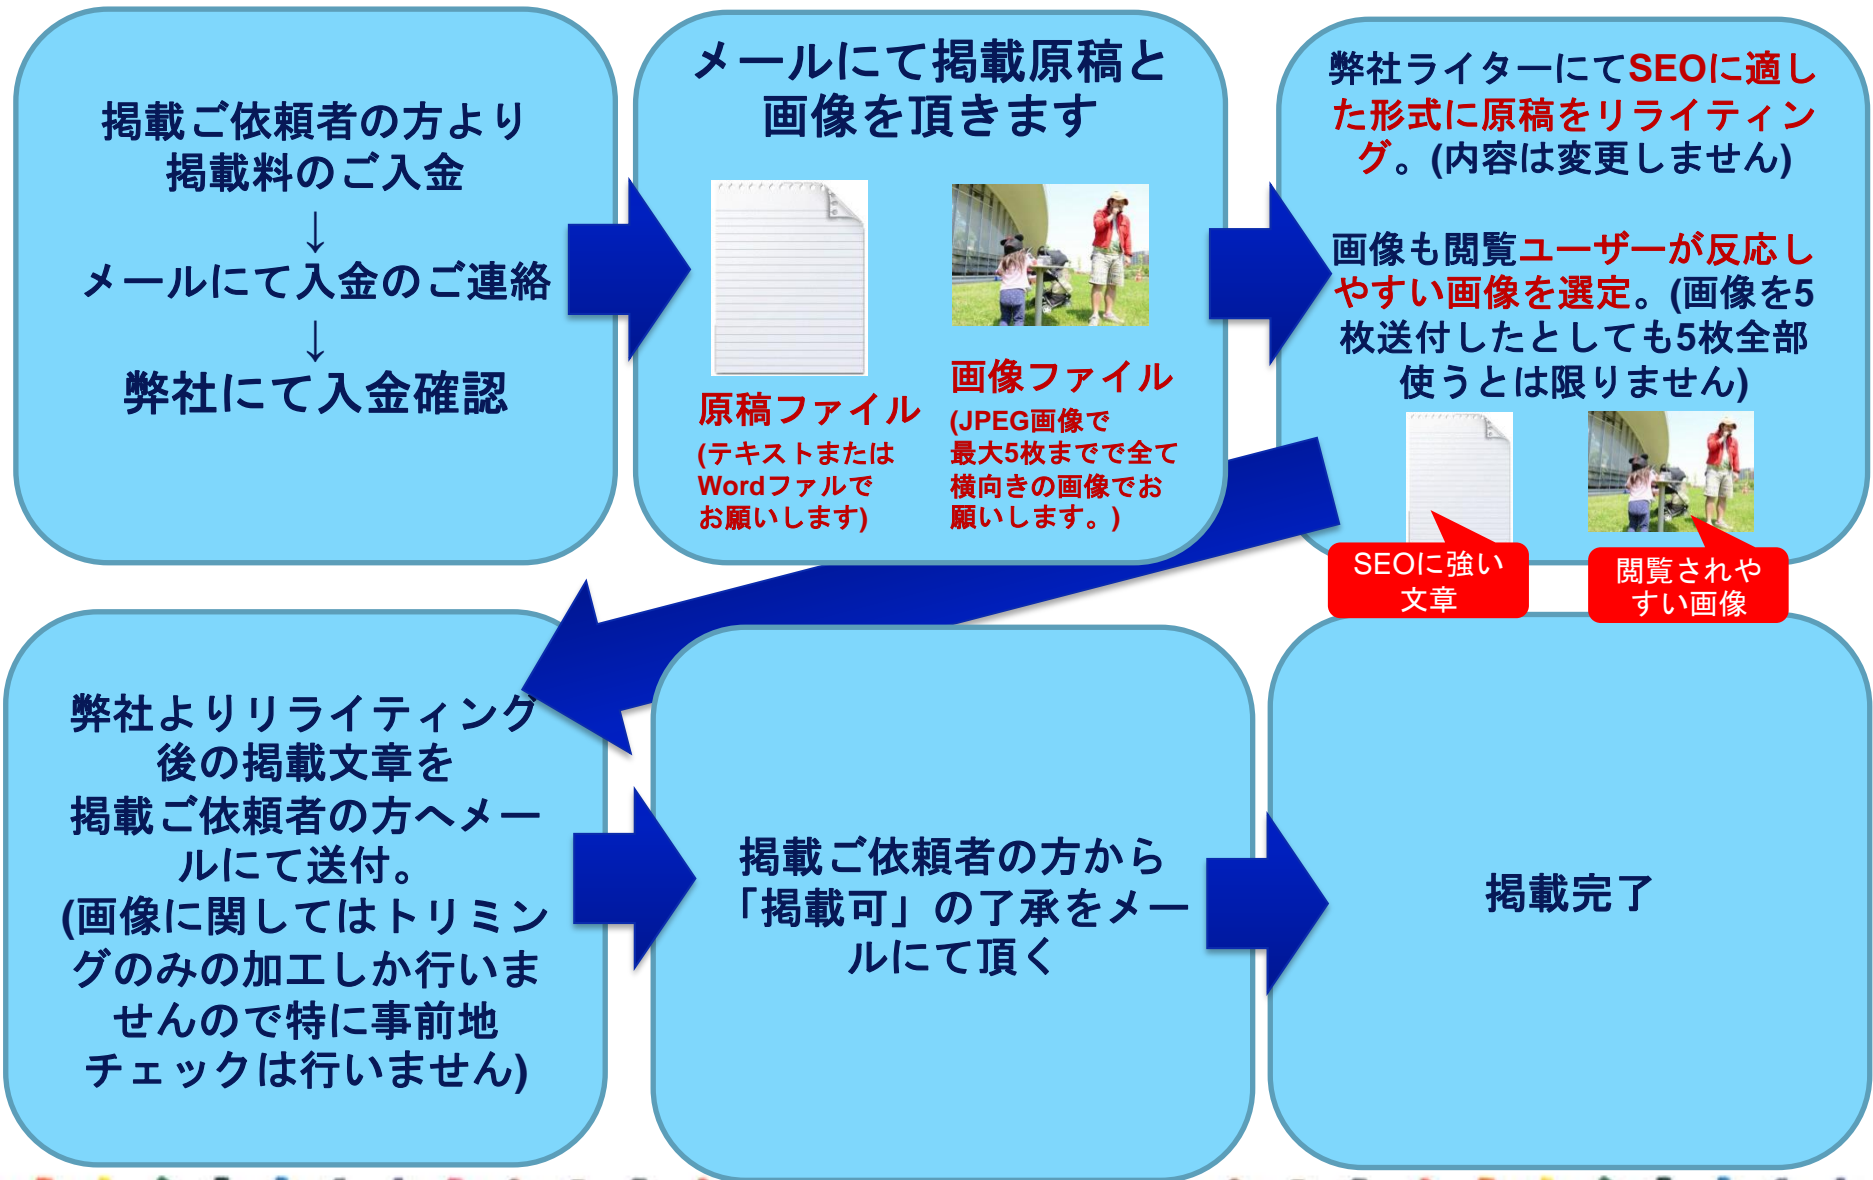 掲載ご依頼者の方より
掲載料のご入金
↓
メールにて入金のご連絡
↓
弊社にて入金確認
メールにて掲載原稿と
画像を頂きます
原稿ファイル
(テキストまたは
Wordファルで
お願いします)
画像ファイル
(JPEG画像で
最大5枚までで全て
横向きの画像でお
願いします。)
弊社ライターにてSEOに適し
た形式に原稿をリライティン
グ。(内容は変更しません)
画像も閲覧ユーザーが反応し
やすい画像を選定。(画像を5
枚送付したとしても5枚全部
使うとは限りません)
SEOに強い
文章
閲覧されや
すい画像
弊社よりリライティング
後の掲載文章を
掲載ご依頼者の方へメー
ルにて送付。
(画像に関してはトリミン
グのみの加工しか行いま
せんので特に事前地
チェックは行いません)
掲載ご依頼者の方から
「掲載可」の了承をメー
ルにて頂く
掲載完了